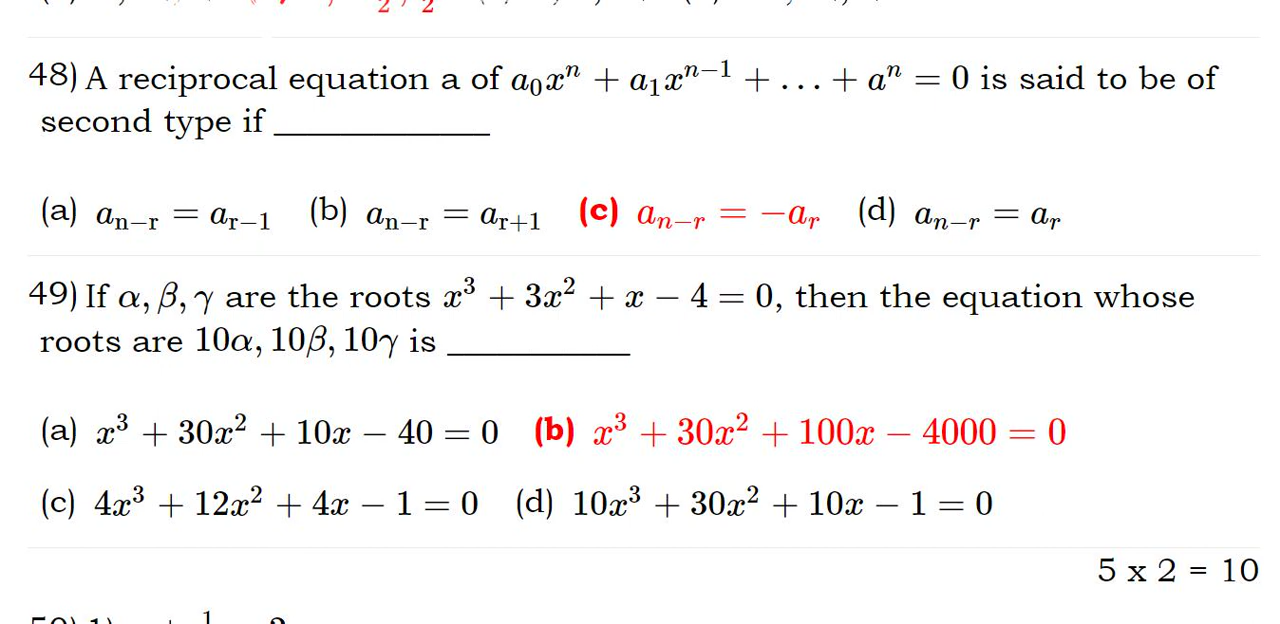 48) A reciprocal equation a of a₀xⁿ + a₁xⁿ⁻¹ + … + aⁿ = 0 is said to be of
second type if ____________
(a) aₙ₋ᵣ = aᵣ₋₁ (b) aₙ₋ᵣ = aᵣ₊₁ (c) aₙ₋ᵣ = −aᵣ (d) aₙ₋ᵣ = aᵣ
49) If α, β, γ are the roots x³ + 3x² + x − 4 = 0, then the equation whose
roots are 10α, 10β, 10γ is __________
(a) x³ + 30x² + 10x − 40 = 0 (b) x³ + 30x² + 100x − 4000 = 0
(c) 4x³ + 12x² + 4x − 1 = 0 (d) 10x³ + 30x² + 10x − 1 = 0
5 x 2 = 10